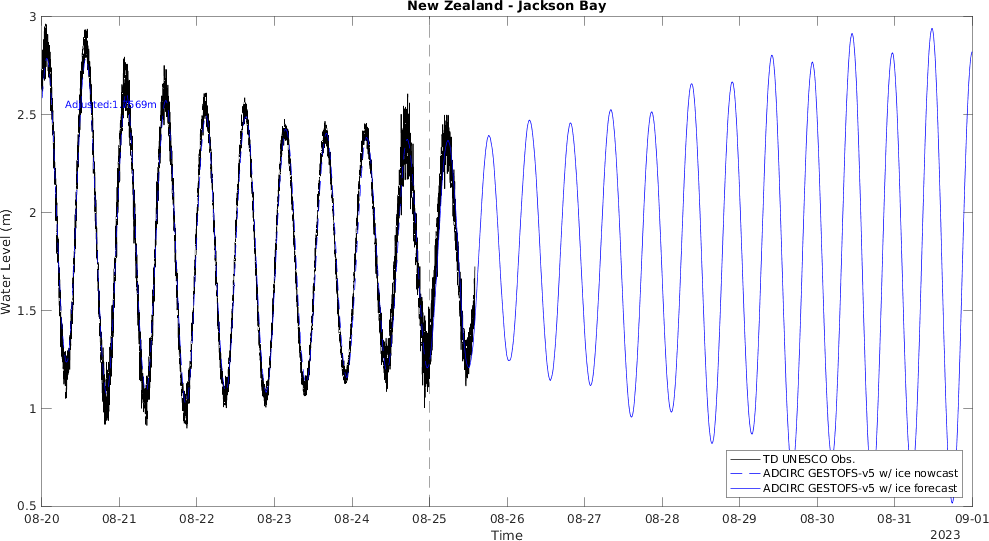 New Zealand - Jackson Bay
3
2.5
2
1.5
1
0.5
Water Level (m)
08-20 08-21 08-22 08-23 08-24 08-25 08-26 08-27 08-28 08-29 08-30 08-31 09-01
Time
2023
TD UNESCO Obs.
ADCIRC GESTOFS-v5 w/ ice nowcast
ADCIRC GESTOFS-v5 w/ ice forecast